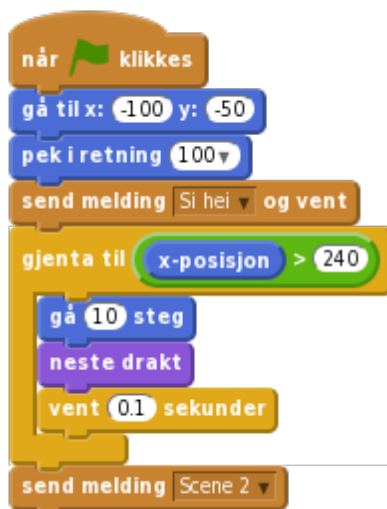 når klikkes
gå til x: -100 y: -50
pek i retning 100
send melding Si hei og vent
gjenta til x-posisjon > 240
gå 10 steg
neste drakt
vent 0.1 sekunder
send melding Scene 2